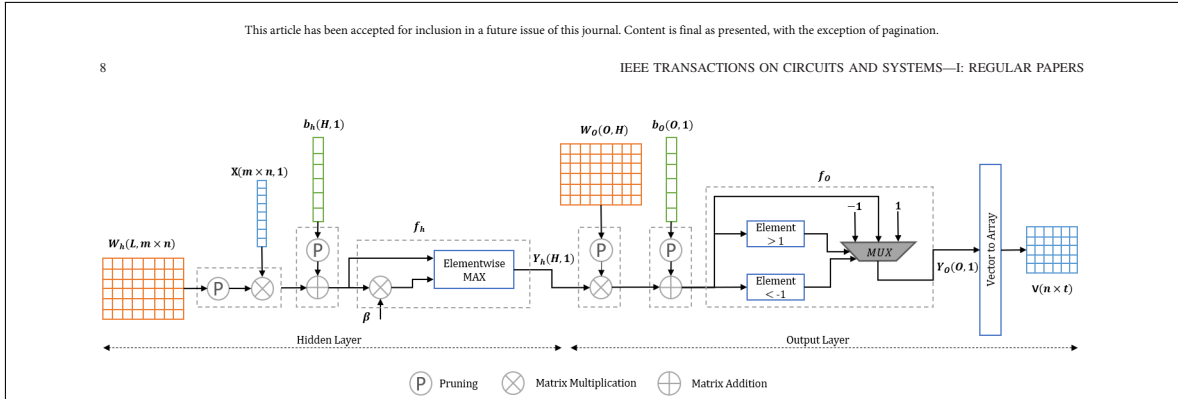 This article has been accepted for inclusion in a future issue of this journal. Content is final as presented, with the exception of pagination.
8 IEEE TRANSACTIONS ON CIRCUITS AND SYSTEMS—I: REGULAR PAPERS
W_h(L, m × n)
X(m × n, 1)
b_h(H, 1)
P
P
f_h
β
Elementwise
MAX
Y_h(H, 1)
W_O(O, H)
P
b_O(O, 1)
P
f_O
Element
> 1
Element
< -1
−1
1
MUX
Y_O(O, 1)
Vector to Array
V(n × t)
Hidden Layer
Output Layer
P Pruning
Matrix Multiplication
Matrix Addition